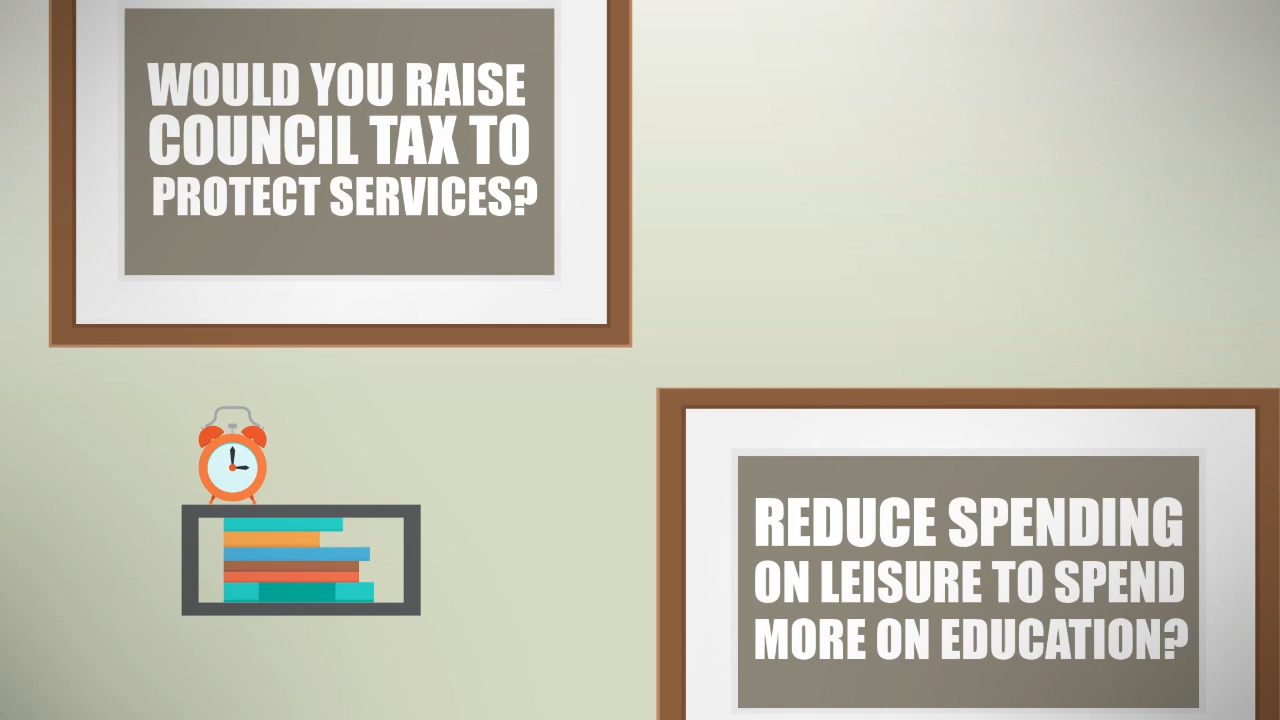 WOULD YOU RAISE
COUNCIL TAX TO
PROTECT SERVICES?
REDUCE SPENDING
ON LEISURE TO SPEND
MORE ON EDUCATION?